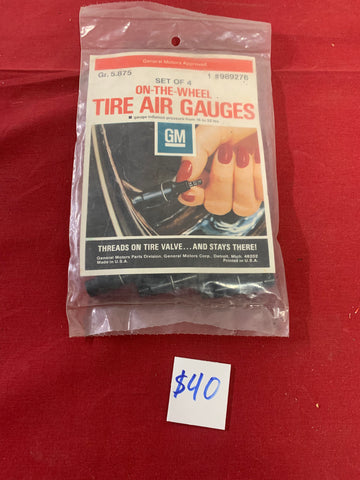 General Motors Approved
Gr. 5.875 1 #989276
SET OF 4
ON-THE-WHEEL
TIRE AIR GAUGES
GM
THREADS ON TIRE VALVE...AND STAYS THERE!
General Motors Parts Division, General Motors Corp., Detroit, Mich. 48202
Made in U.S.A. Printed in U.S.A.
$40